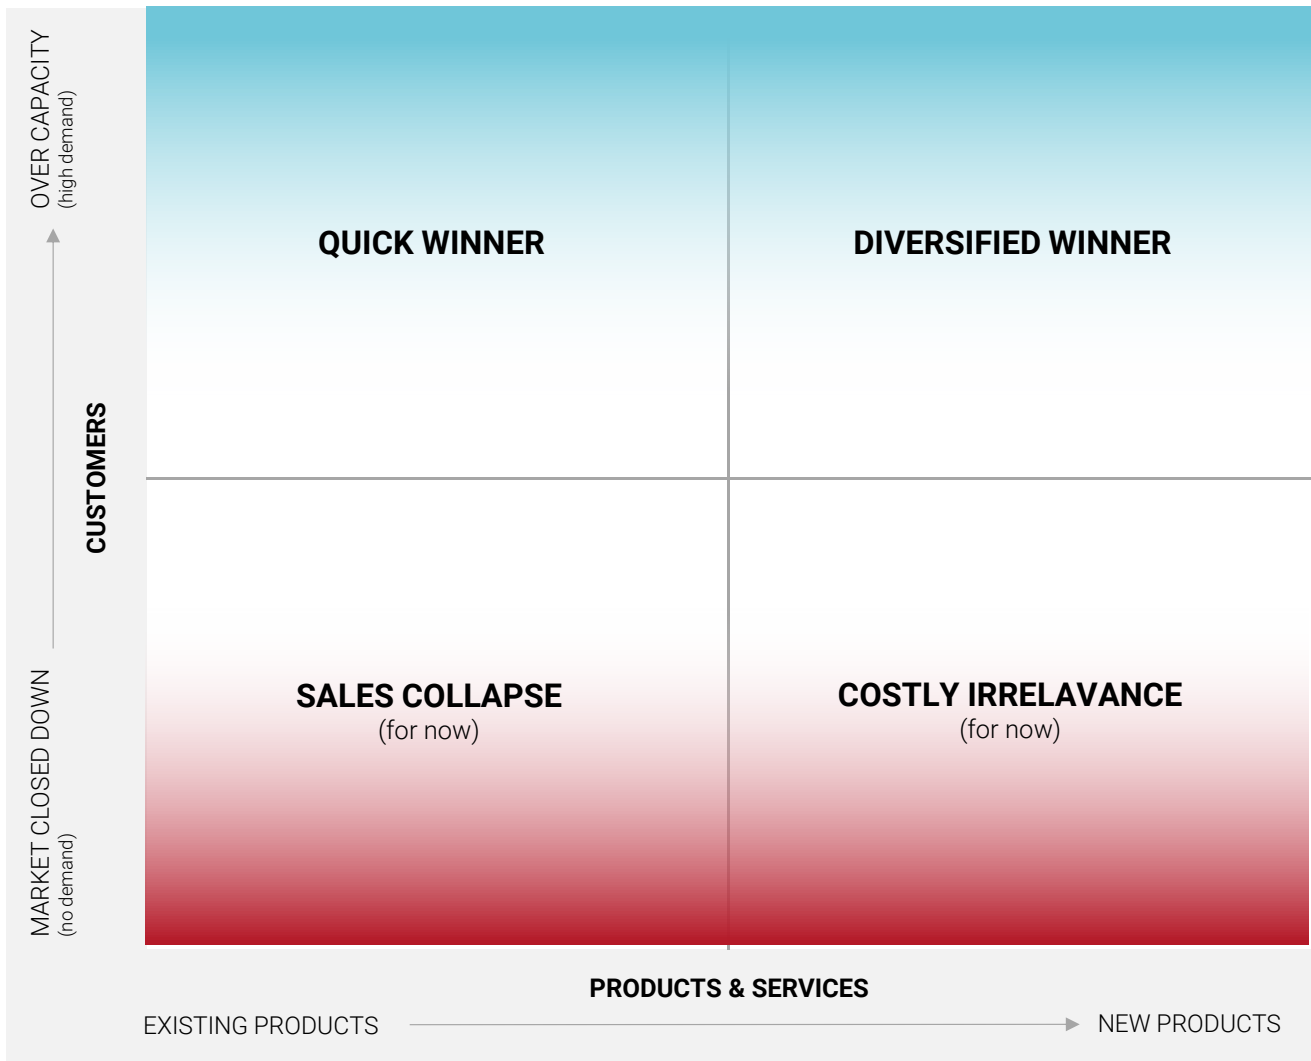 OVER CAPACITY
(high demand)
QUICK WINNER
DIVERSIFIED WINNER
CUSTOMERS
SALES COLLAPSE
(for now)
COSTLY IRRELAVANCE
(for now)
MARKET CLOSED DOWN
(no demand)
PRODUCTS & SERVICES
EXISTING PRODUCTS
NEW PRODUCTS